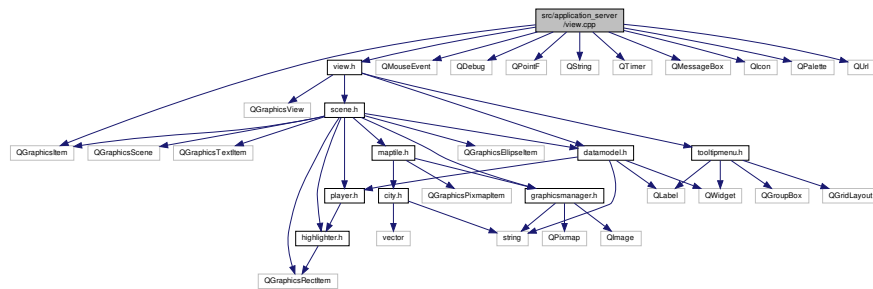 src/application_server
/view.cpp
view.h
QMouseEvent
QDebug
QPointF
QString
QTimer
QMessageBox
QIcon
QPalette
QUrl
QGraphicsView
scene.h
QGraphicsItem
QGraphicsScene
QGraphicsTextItem
maptile.h
QGraphicsEllipseItem
datamodel.h
tooltipmenu.h
player.h
city.h
QGraphicsPixmapItem
graphicsmanager.h
QLabel
QWidget
QGroupBox
QGridLayout
highlighter.h
vector
string
QPixmap
QImage
QGraphicsRectItem